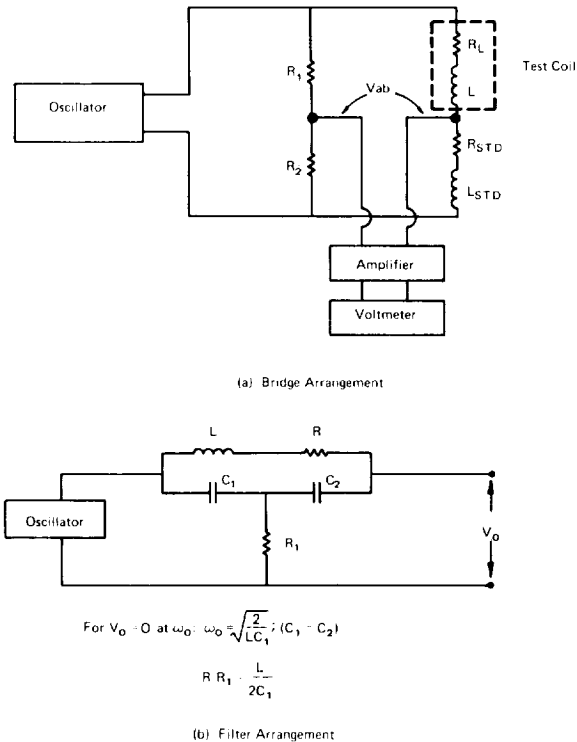 Oscillator
R1
R2
Vab
RL
L
Test Coil
RSTD
LSTD
Amplifier
Voltmeter
(a) Bridge Arrangement
L R
C1 C2
Oscillator
R1
Vo
For Vo = O at ωo: ωo = √2/LC1 ; (C1 = C2)
R R1 = L/2C1
(b) Filter Arrangement